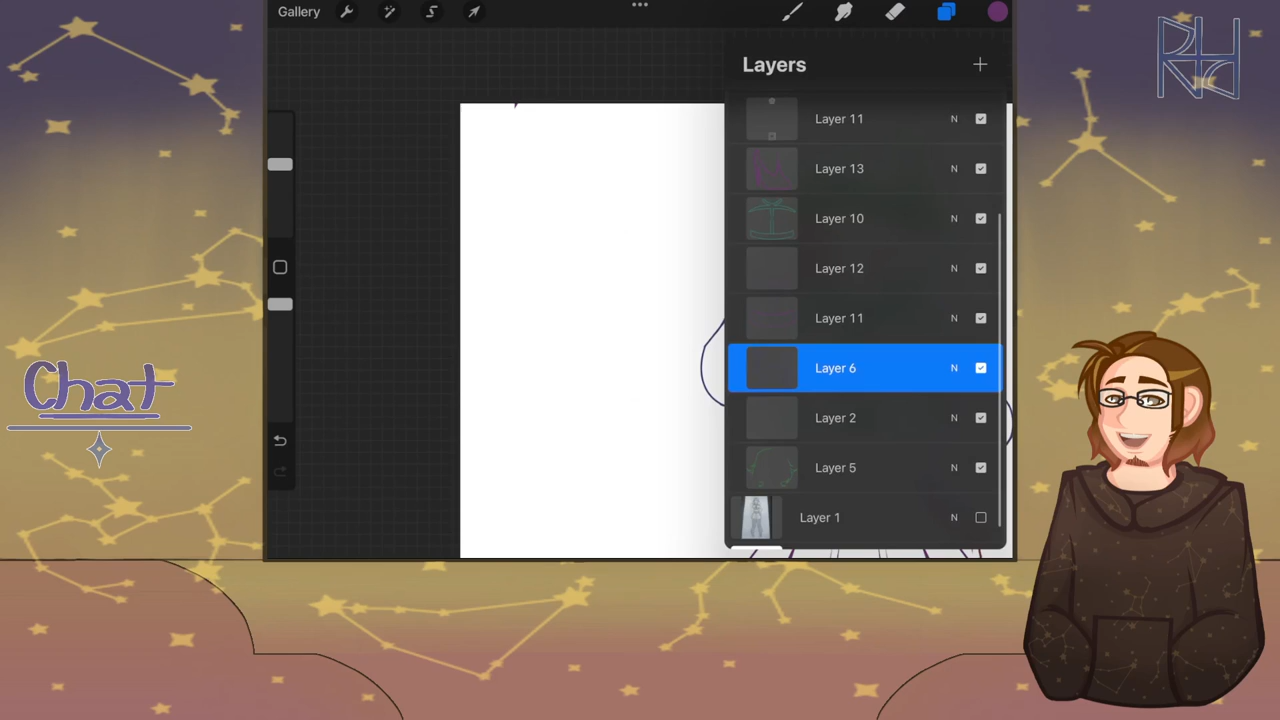 Gallery
Layers
Layer 11 N
Layer 13 N
Layer 10 N
Layer 12 N
Layer 11 N
Layer 6 N
Layer 2 N
Layer 5 N
Layer 1 N
Chat